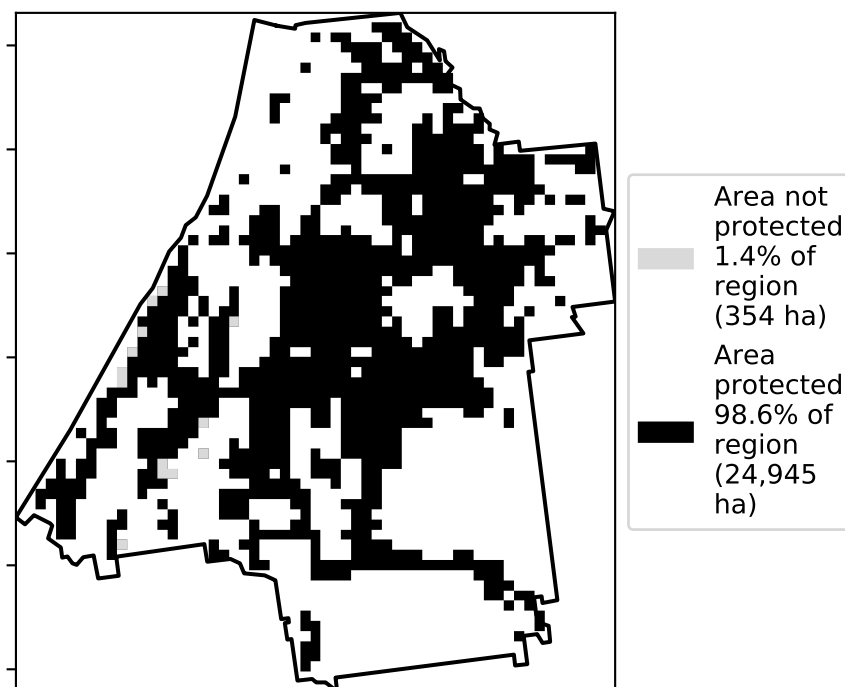 Area not
protected
1.4% of
region
(354 ha)
Area
protected
98.6% of
region
(24,945
ha)